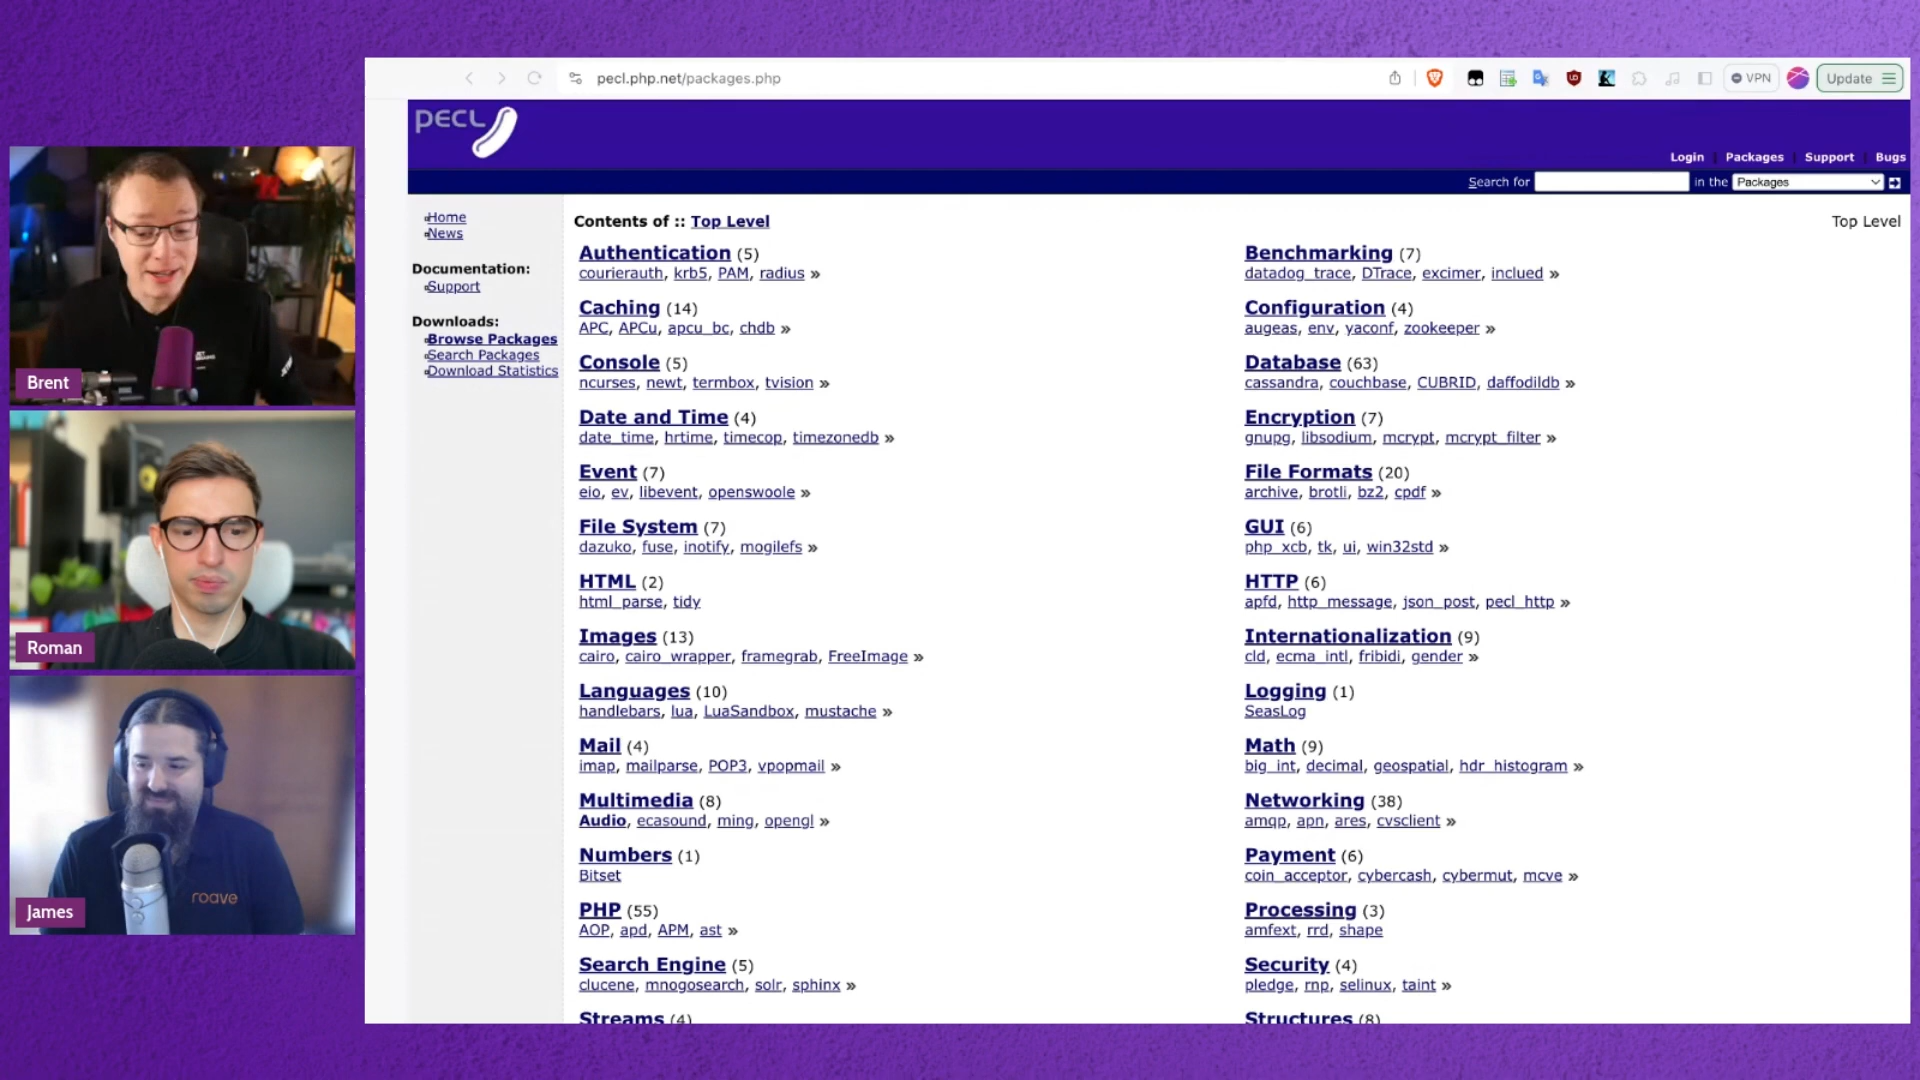 pecl.php.net/packages.php
VPN
Update
PECL
Login
Packages
Support
Bugs
Search for
in the
Packages
Home
News
Documentation:
Support
Downloads:
Browse Packages
Search Packages
Download Statistics
Contents of :: Top Level
Top Level
Authentication (5)
courierauth, krb5, PAM, radius »
Benchmarking (7)
datadog_trace, DTrace, excimer, inclued »
Caching (14)
APC, APCu, apcu_bc, chdb »
Configuration (4)
augeas, env, yaconf, zookeeper »
Console (5)
ncurses, newt, termbox, tvision »
Database (63)
cassandra, couchbase, CUBRID, daffodildb »
Date and Time (4)
date_time, hrtime, timecop, timezonedb »
Encryption (7)
gnupg, libsodium, mcrypt, mcrypt_filter »
Event (7)
eio, ev, libevent, openswoole »
File Formats (20)
archive, brotli, bz2, cpdf »
File System (7)
dazuko, fuse, inotify, mogilefs »
GUI (6)
php_xcb, tk, ui, win32std »
HTML (2)
html_parse, tidy
HTTP (6)
apfd, http_message, json_post, pecl_http »
Images (13)
cairo, cairo_wrapper, framegrab, FreeImage »
Internationalization (9)
cld, ecma_intl, fribidi, gender »
Languages (10)
handlebars, lua, LuaSandbox, mustache »
Logging (1)
SeasLog
Mail (4)
imap, mailparse, POP3, vpopmail »
Math (9)
big_int, decimal, geospatial, hdr_histogram »
Multimedia (8)
Audio, ecasound, ming, opengl »
Networking (38)
amqp, apn, ares, cvsclient »
Numbers (1)
Bitset
Payment (6)
coin_acceptor, cybercash, cybermut, mcve »
PHP (55)
AOP, apd, APM, ast »
Processing (3)
amfext, rrd, shape
Search Engine (5)
clucene, mnogosearch, solr, sphinx »
Security (4)
pledge, rnp, selinux, taint »
Streams (4)
Structures (8)
Brent
Roman
roave
James